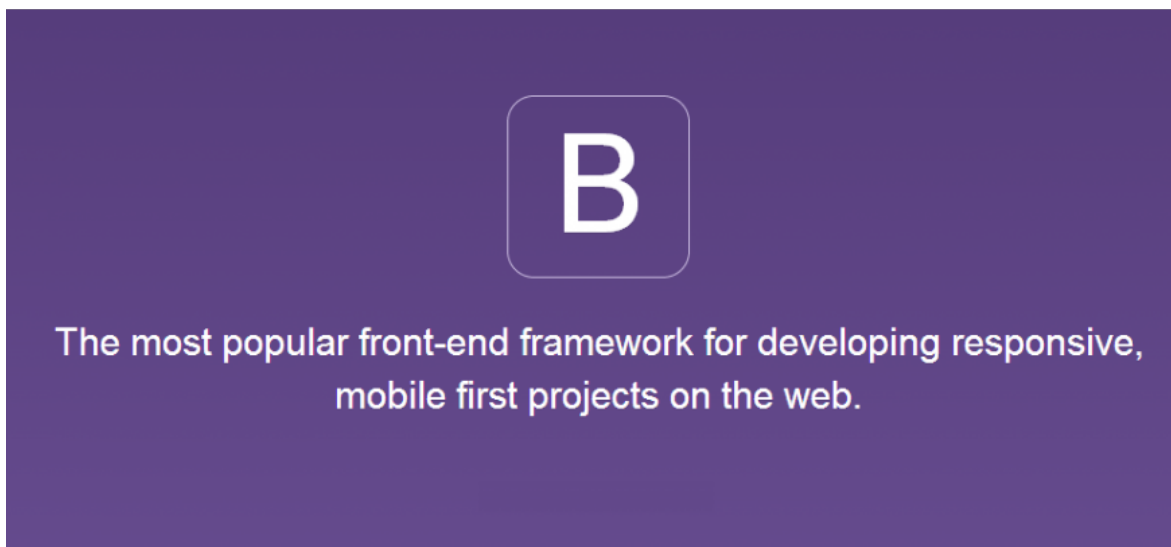 B
The most popular front-end framework for developing responsive,
mobile first projects on the web.